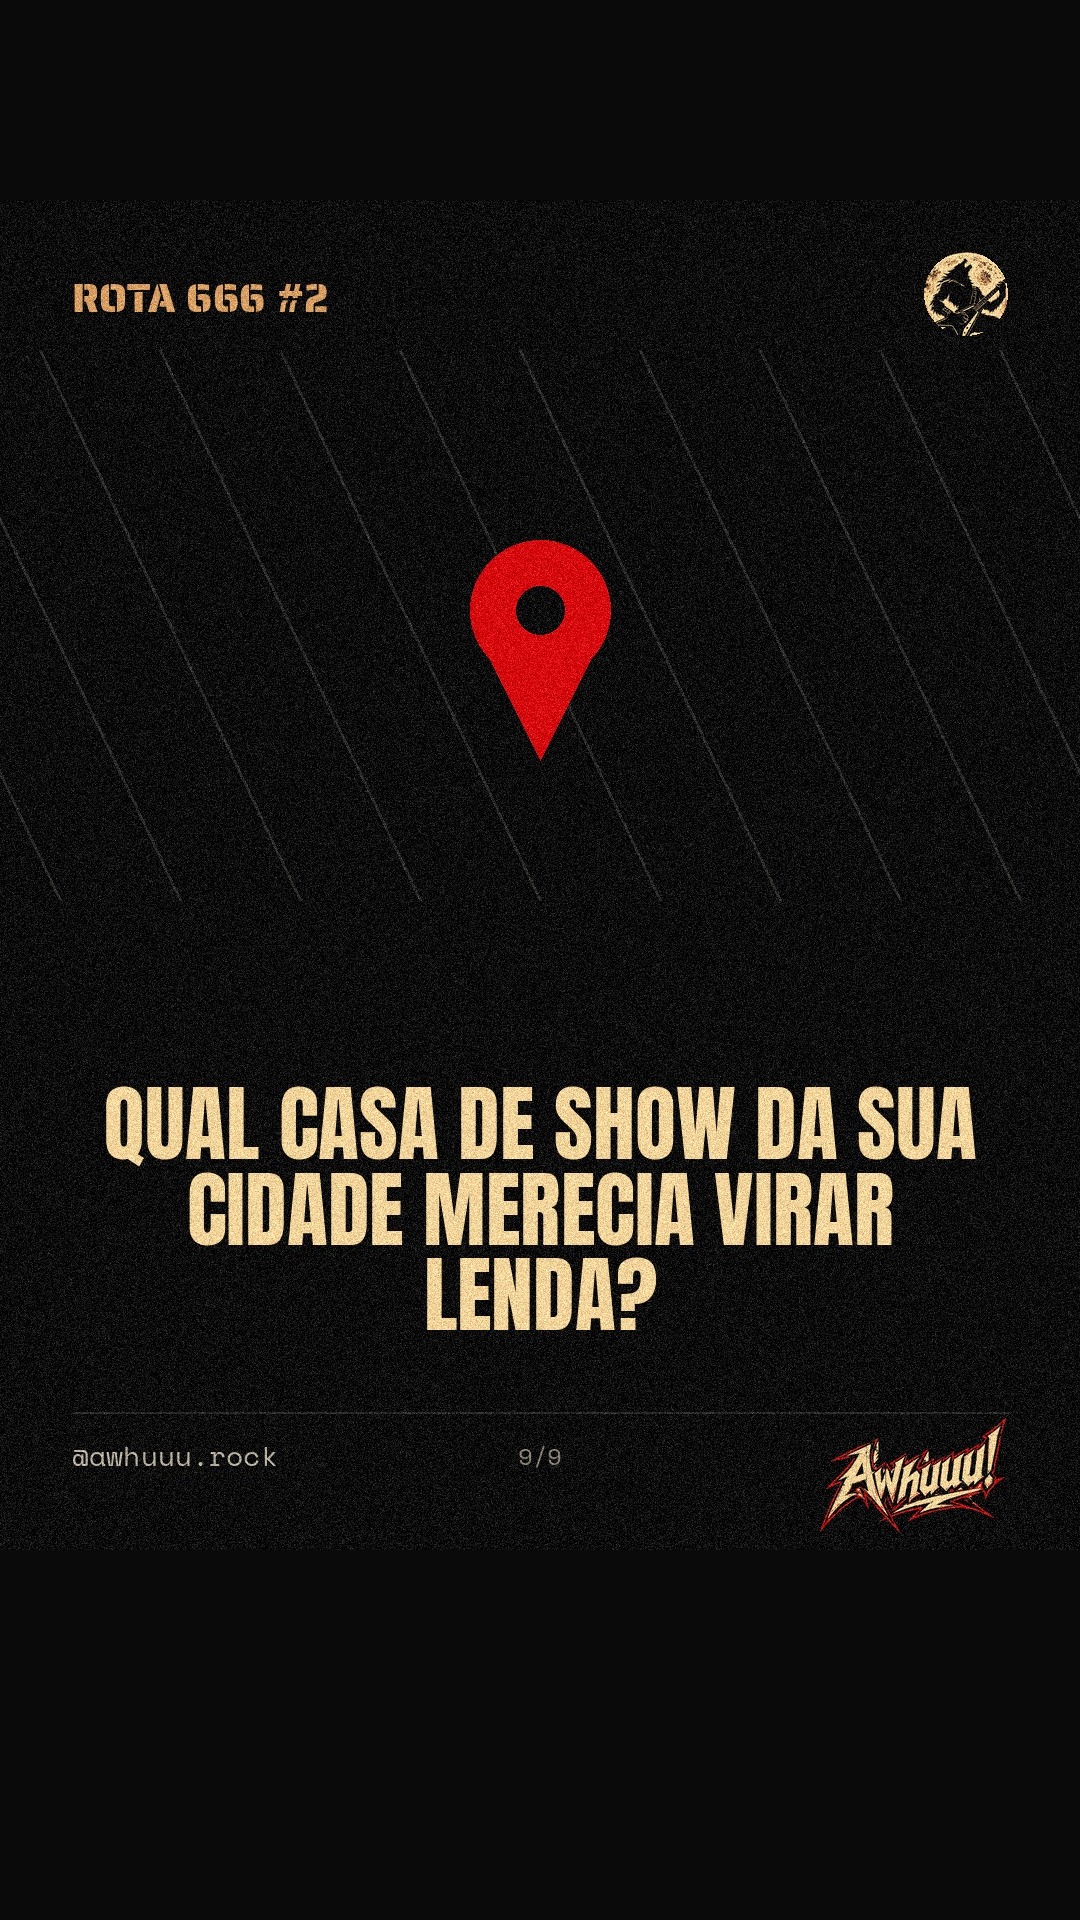 ROTA 666 #2
QUAL CASA DE SHOW DA SUA
CIDADE MERECIA VIRAR
LENDA?
@awhuuu.rock
9/9
Awhuuu!